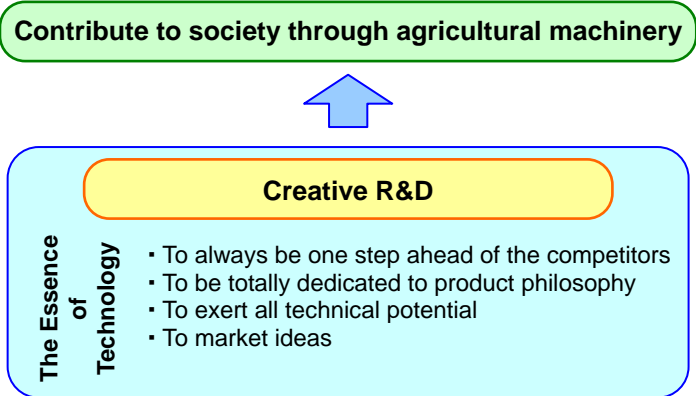 Contribute to society through agricultural machinery
Creative R&D
The Essence
of
Technology
・To always be one step ahead of the competitors
・To be totally dedicated to product philosophy
・To exert all technical potential
・To market ideas